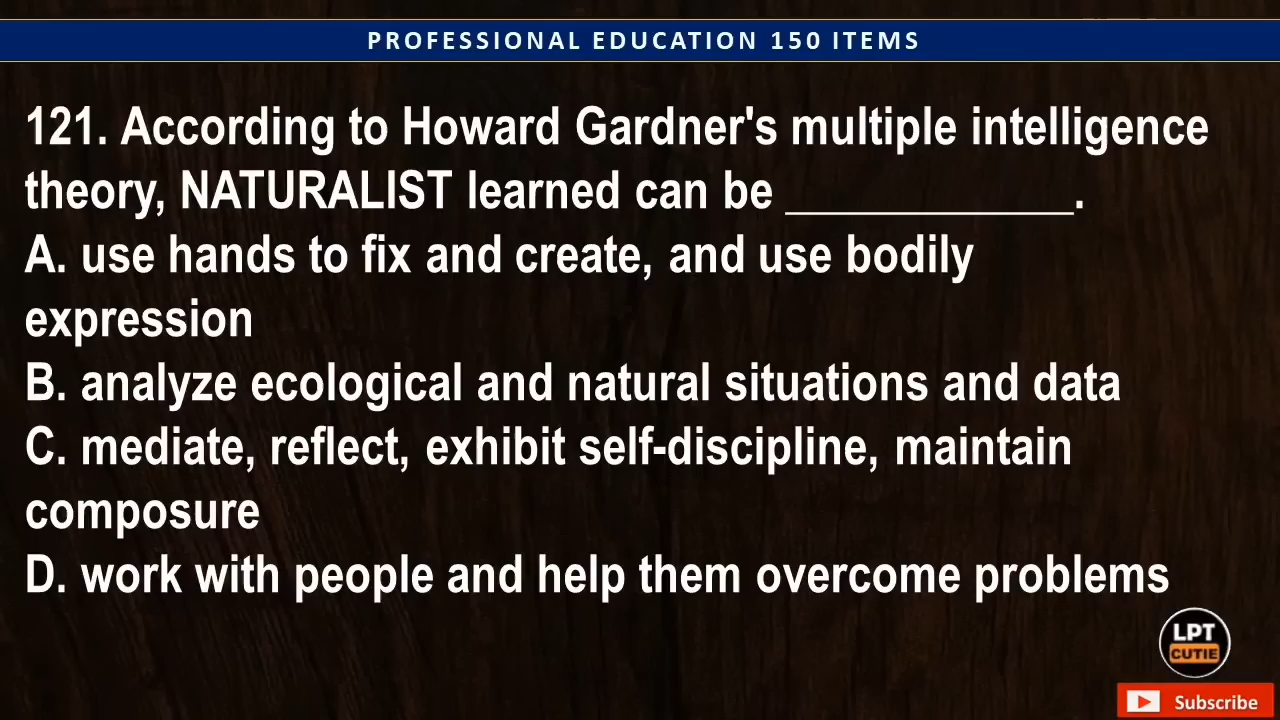 PROFESSIONAL EDUCATION 150 ITEMS
121. According to Howard Gardner's multiple intelligence
theory, NATURALIST learned can be ____________.
A. use hands to fix and create, and use bodily
expression
B. analyze ecological and natural situations and data
C. mediate, reflect, exhibit self-discipline, maintain
composure
D. work with people and help them overcome problems
LPT
CUTIE
Subscribe